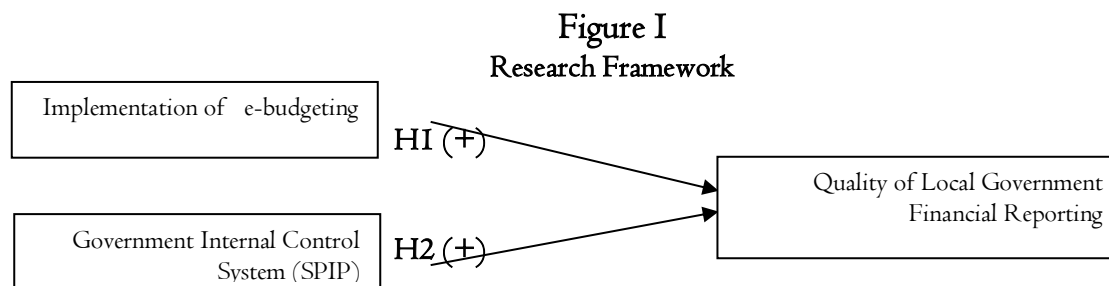 Figure I
Research Framework
Implementation of e-budgeting
H1 (+)
Quality of Local Government
Financial Reporting
Government Internal Control
System (SPIP)
H2 (+)